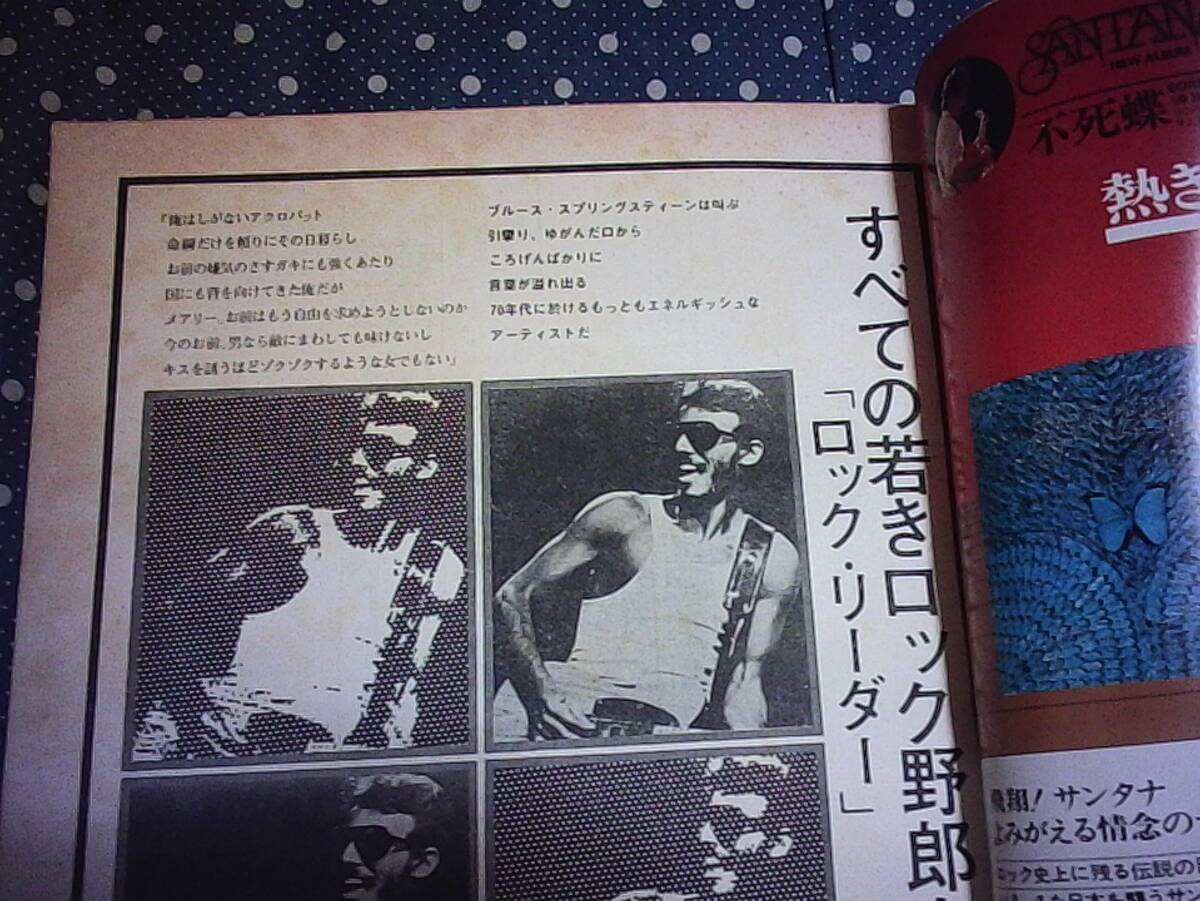 『俺はしがないアクロバット
命綱だけを頼りにその日暮らし
お前の嫌気のさすガキにも強くあたり
国にも背を向けてきた俺だが
メアリー、お前はもう自由を求めようとしないのか
今のお前、男なら敵にまわしても味けないし
キスを誘うほどゾクゾクするような女でもない」
ブルース・スプリングスティーンは叫ぶ
引攣り、ゆがんだ口から
ころげんばかりに
言葉が溢れ出る
70年代に於けるもっともエネルギッシュな
アーティストだ
すべての若きロック野郎
「ロック・リーダー」
SANTAN
NEW ALBUM
不死蝶
熱き
飛翔!サンタナ
よみがえる情念の
ロック史上に残る伝説の